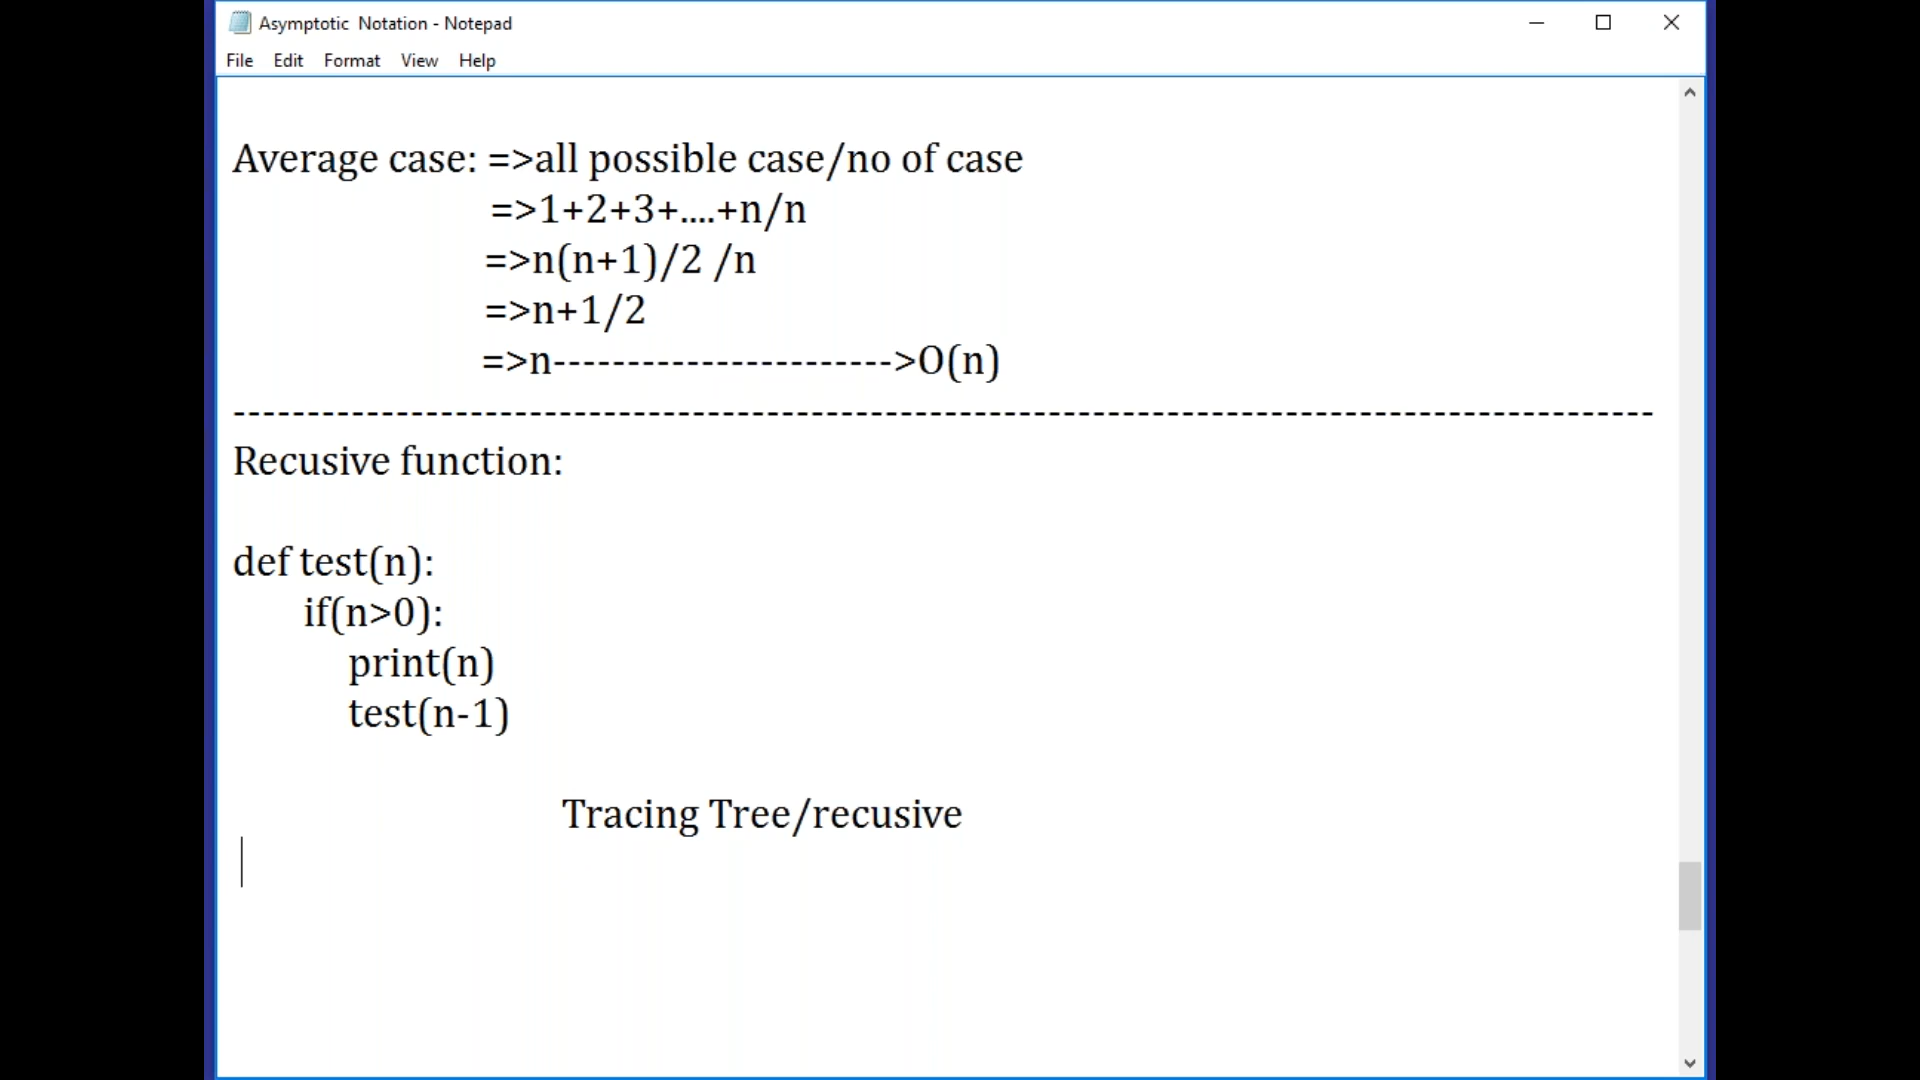 Asymptotic  Notation - Notepad
File Edit Format View Help
Average case: =>all possible case/no of case
=>1+2+3+....+n/n
=>n(n+1)/2 /n
=>n+1/2
=>n----------------------->O(n)
-----------------------------------------------------------------------------------------------
Recusive function:
def test(n):
if(n>0):
print(n)
test(n-1)
Tracing Tree/recusive